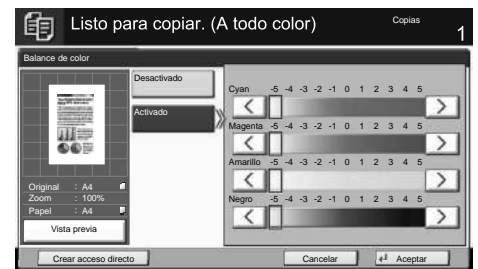 Listo para copiar. (A todo color)
Copias
1
Balance de color
Desactivado
Activado
Cyan -5 -4 -3 -2 -1 0 1 2 3 4 5
Magenta -5 -4 -3 -2 -1 0 1 2 3 4 5
Amarillo -5 -4 -3 -2 -1 0 1 2 3 4 5
Negro -5 -4 -3 -2 -1 0 1 2 3 4 5
Original : A4
Zoom : 100%
Papel : A4
Vista previa
Crear acceso directo
Cancelar
Aceptar